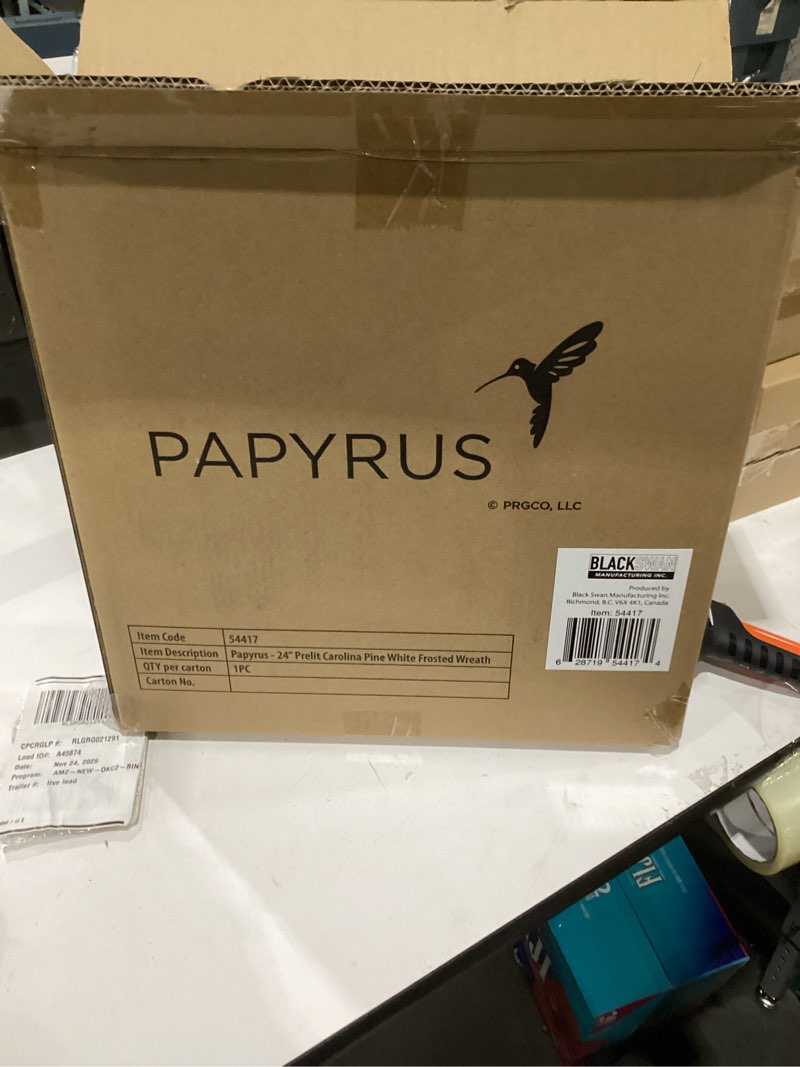 PAPYRUS
© PRGCO, LLC
BLACKSWAN
MANUFACTURING INC.
Produced by
Black Swan Manufacturing Inc.
Richmond, B.C. V6X 4K1, Canada
Item: 54417
6 28719 54417 4
Item Code 54417
Item Description Papyrus - 24" Prelit Carolina Pine White Frosted Wreath
QTY per carton 1PC
Carton No.
CPCRGLP #: RLGRG021291
Load ID#: A45874
Date: Nov 24, 2025
Program: AMZ-NEW-OKC2-BIN
Trailer #: live load